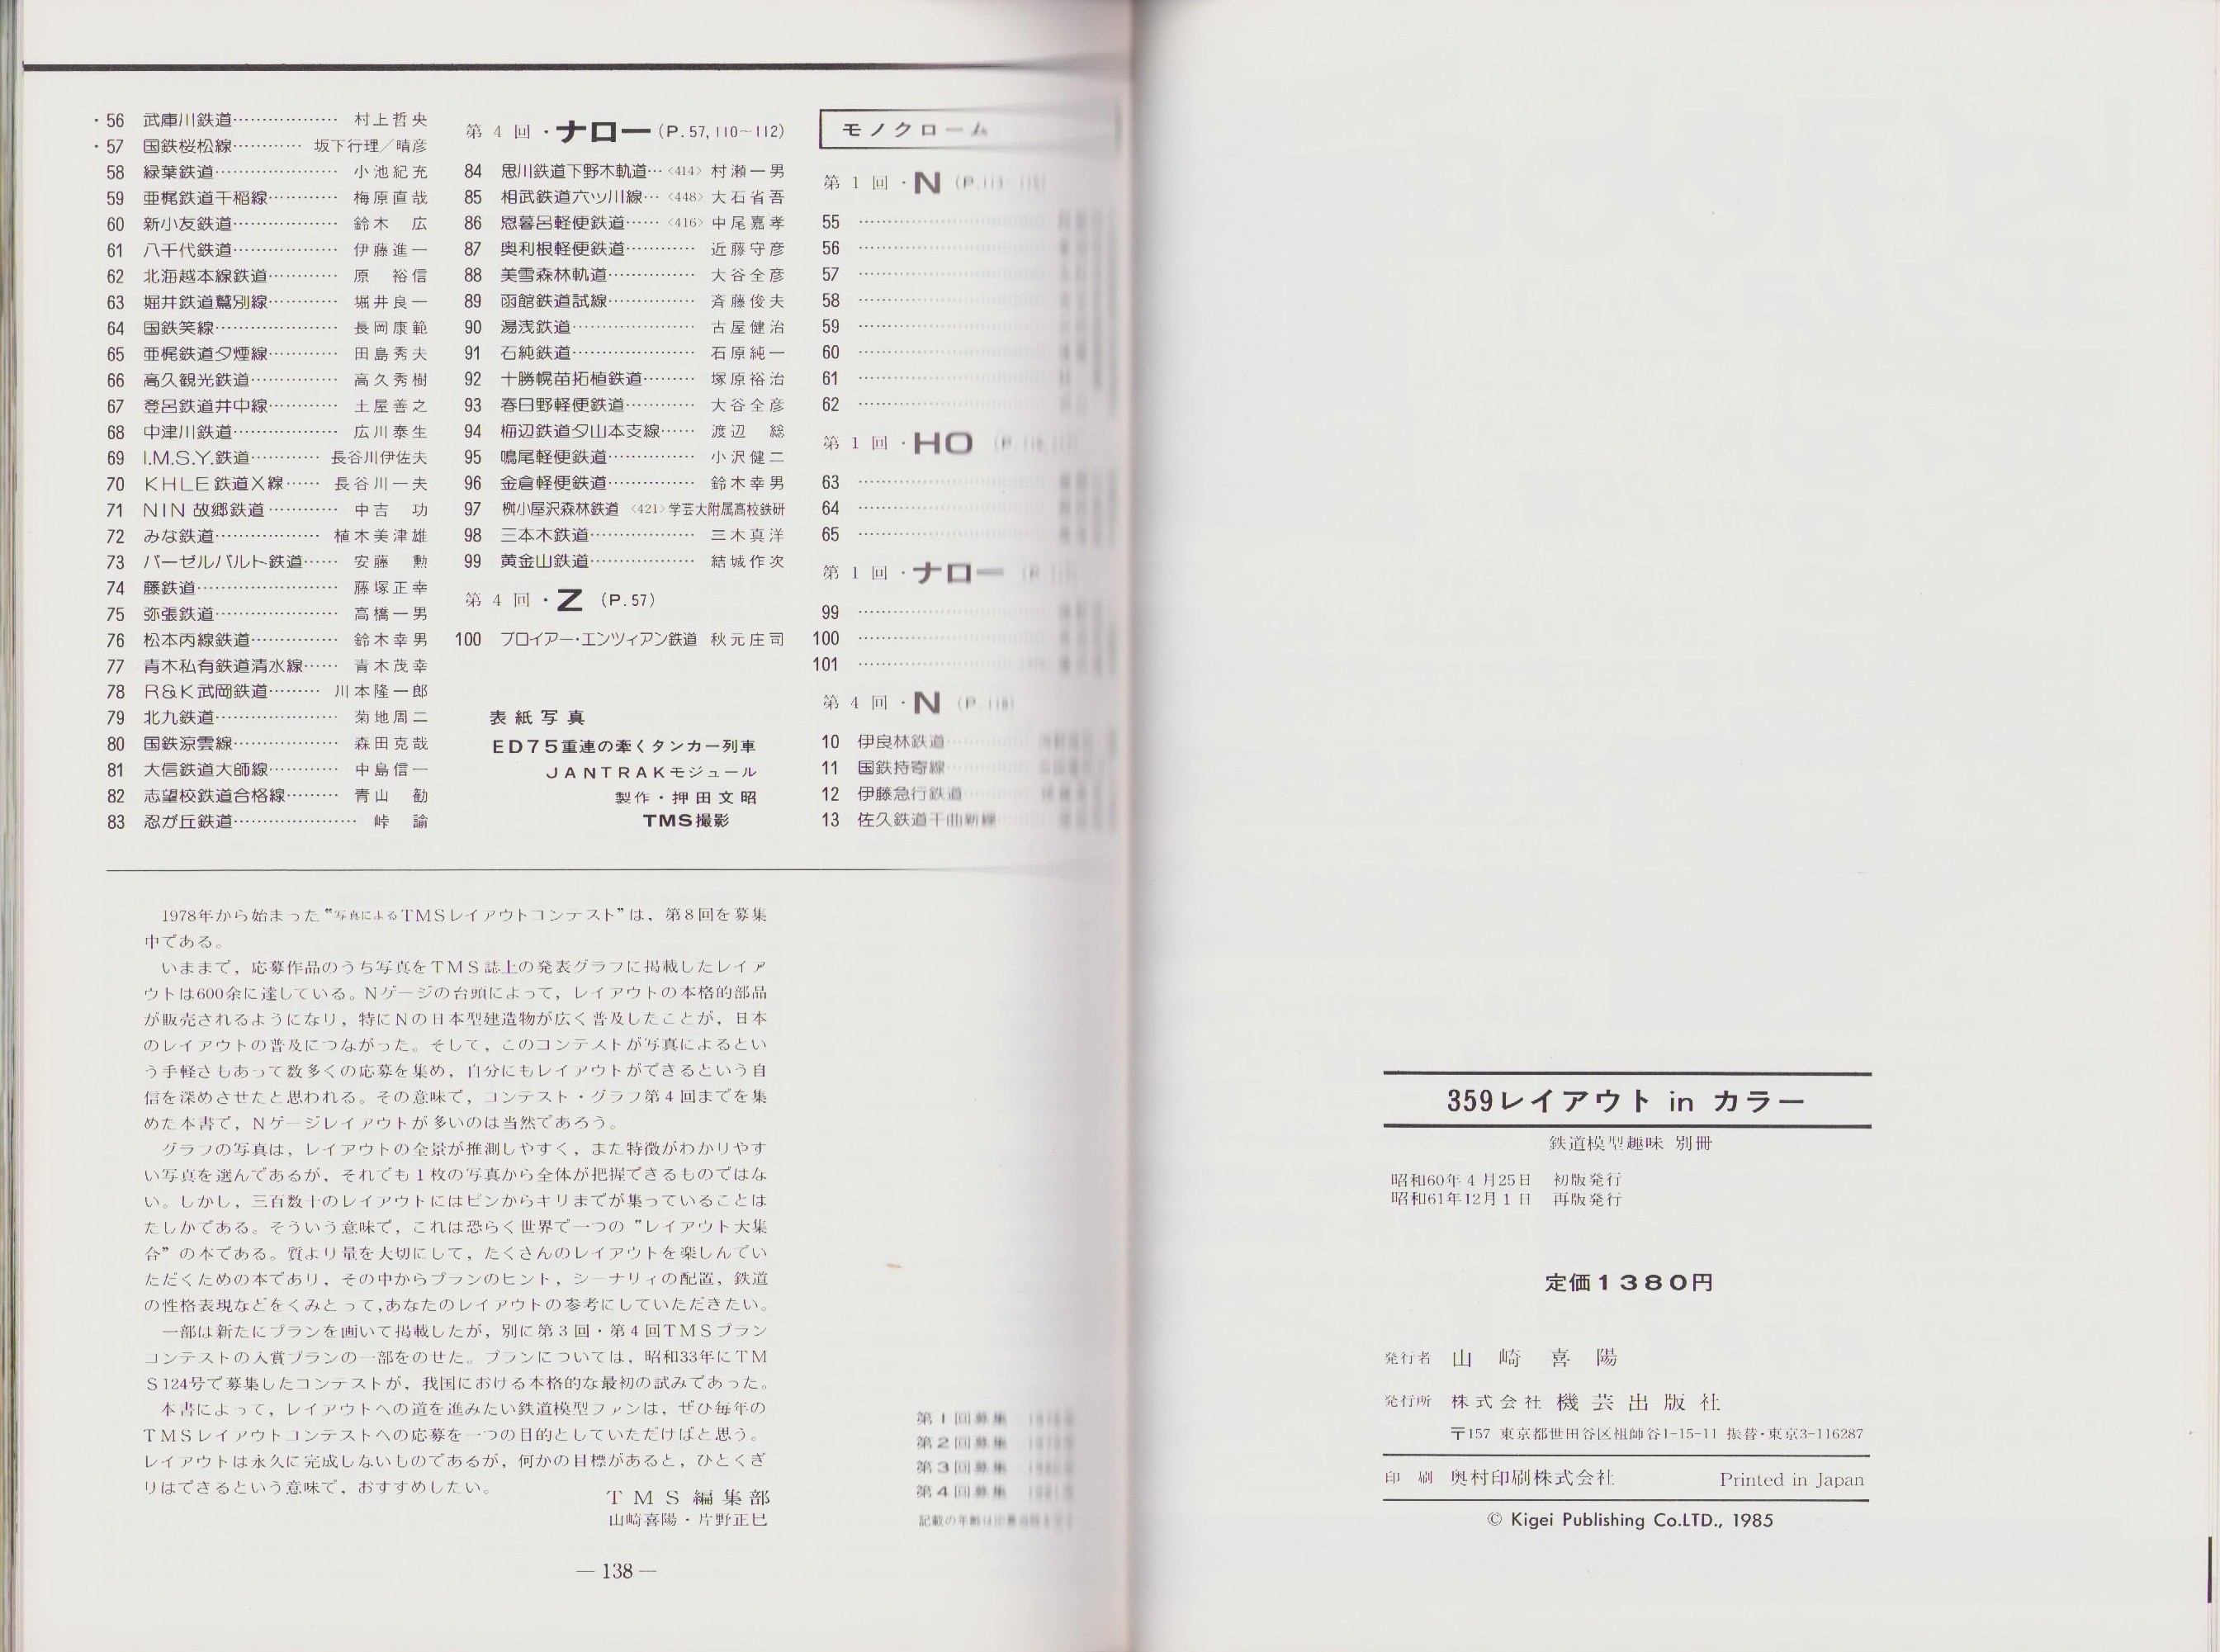 ・56 武庫川鉄道……………… 村上哲央
・57 国鉄桜松線………… 坂下行理／晴彦
58 緑葉鉄道………………… 小池紀充
59 亜梶鉄道千稲線………… 梅原直哉
60 新小友鉄道……………… 鈴木 広
61 八千代鉄道……………… 伊藤進一
62 北海越本線鉄道………… 原 裕信
63 堀井鉄道鷲別線………… 堀井良一
64 国鉄笑線………………… 長岡康範
65 亜梶鉄道夕煙線………… 田島秀夫
66 高久観光鉄道…………… 高久秀樹
67 登呂鉄道井中線………… 土屋善之
68 中津川鉄道……………… 広川泰生
69 I.M.S.Y.鉄道………… 長谷川伊佐夫
70 KHLE鉄道X線…… 長谷川一夫
71 NIN 故郷鉄道………… 中吉 功
72 みな鉄道……………… 植木美津雄
73 バーゼルバルト鉄道…… 安藤 勲
74 藤鉄道…………………… 藤塚正幸
75 弥張鉄道………………… 高橋一男
76 松本丙線鉄道…………… 鈴木幸男
77 青木私有鉄道清水線…… 青木茂幸
78 R&K武岡鉄道……… 川本隆一郎
79 北九鉄道………………… 菊地周二
80 国鉄涼雲線……………… 森田克哉
81 大信鉄道大師線………… 中島信一
82 志望校鉄道合格線……… 青山 勧
83 忍が丘鉄道………………… 峠 諭
第4回・ナロー(P.57, 110〜112)
84 思川鉄道下野木軌道…〈414〉村瀬一男
85 相武鉄道六ッ川線…〈448〉大石省吾
86 恩暮呂軽便鉄道……〈416〉中尾嘉孝
87 奥利根軽便鉄道………… 近藤守彦
88 美雪森林軌道…………… 大谷全彦
89 函館鉄道試線…………… 斉藤俊夫
90 湯浅鉄道………………… 古屋健治
91 石純鉄道………………… 石原純一
92 十勝幌苗拓植鉄道……… 塚原裕治
93 春日野軽便鉄道………… 大谷全彦
94 梅辺鉄道夕山本支線…… 渡辺 総
95 鳴尾軽便鉄道…………… 小沢健二
96 金倉軽便鉄道…………… 鈴木幸男
97 桝小屋沢森林鉄道 〈421〉学芸大附属高校鉄研
98 三本木鉄道……………… 三木真洋
99 黄金山鉄道……………… 結城作次
第4回・Z (P.57)
100 ブロイアー・エンツィアン鉄道 秋元庄司
表紙写真
ED75重連の牽くタンカー列車
JANTRAKモジュール
製作・押田文昭
TMS撮影
モノクローム
第1回・N
55 ………………
56 ………………
57 ………………
58 ………………
59 ………………
60 ………………
61 ………………
62 ………………
第1回・HO
63 ………………
64 ………………
65 ………………
第1回・ナロー
99 ………………
100 ………………
101 ………………
第4回・N (P.118)
10 伊良林鉄道
11 国鉄持寄線
12 伊藤急行鉄道
13 佐久鉄道千曲新線
1978年から始まった“写真によるTMSレイアウトコンテスト”は，第8回を募集
中である。
いままで，応募作品のうち写真をTMS誌上の発表グラフに掲載したレイア
ウトは600余に達している。Nゲージの台頭によって，レイアウトの本格的部品
が販売されるようになり，特にNの日本型建造物が広く普及したことが，日本
のレイアウトの普及につながった。そして，このコンテストが写真によるとい
う手軽さもあって数多くの応募を集め，自分にもレイアウトができるという自
信を深めさせたと思われる。その意味で，コンテスト・グラフ第4回までを集
めた本書で，Nゲージレイアウトが多いのは当然であろう。
グラフの写真は，レイアウトの全景が推測しやすく，また特徴がわかりやす
い写真を選んであるが，それでも1枚の写真から全体が把握できるものではな
い。しかし，三百数十のレイアウトにはピンからキリまでが集っていることは
たしかである。そういう意味で，これは恐らく世界で一つの“レイアウト大集
合”の本である。質より量を大切にして，たくさんのレイアウトを楽しんでい
ただくための本であり，その中からプランのヒント，シーナリィの配置，鉄道
の性格表現などをくみとって,あなたのレイアウトの参考にしていただきたい。
一部は新たにプランを画いて掲載したが，別に第3回・第4回TMSプラン
コンテストの入賞プランの一部をのせた。プランについては，昭和33年にTM
S 124号で募集したコンテストが，我国における本格的な最初の試みであった。
本書によって，レイアウトへの道を進みたい鉄道模型ファンは，ぜひ毎年の
TMSレイアウトコンテストへの応募を一つの目的としていただけばと思う。
レイアウトは永久に完成しないものであるが，何かの目標があると，ひとくぎ
りはできるという意味で，おすすめしたい。
TMS編集部
山崎喜陽・片野正巳
第1回募集
第2回募集
第3回募集
第4回募集
記載の年齢は
— 138 —
359レイアウト in カラー
鉄道模型趣味 別冊
昭和60年4月25日 初版発行
昭和61年12月1日 再版発行
定価1380円
発行者 山崎喜陽
発行所 株式会社 機芸出版社
〒157 東京都世田谷区祖師谷1-15-11 振替・東京3-116287
印刷 奥村印刷株式会社 Printed in Japan
© Kigei Publishing Co.LTD., 1985